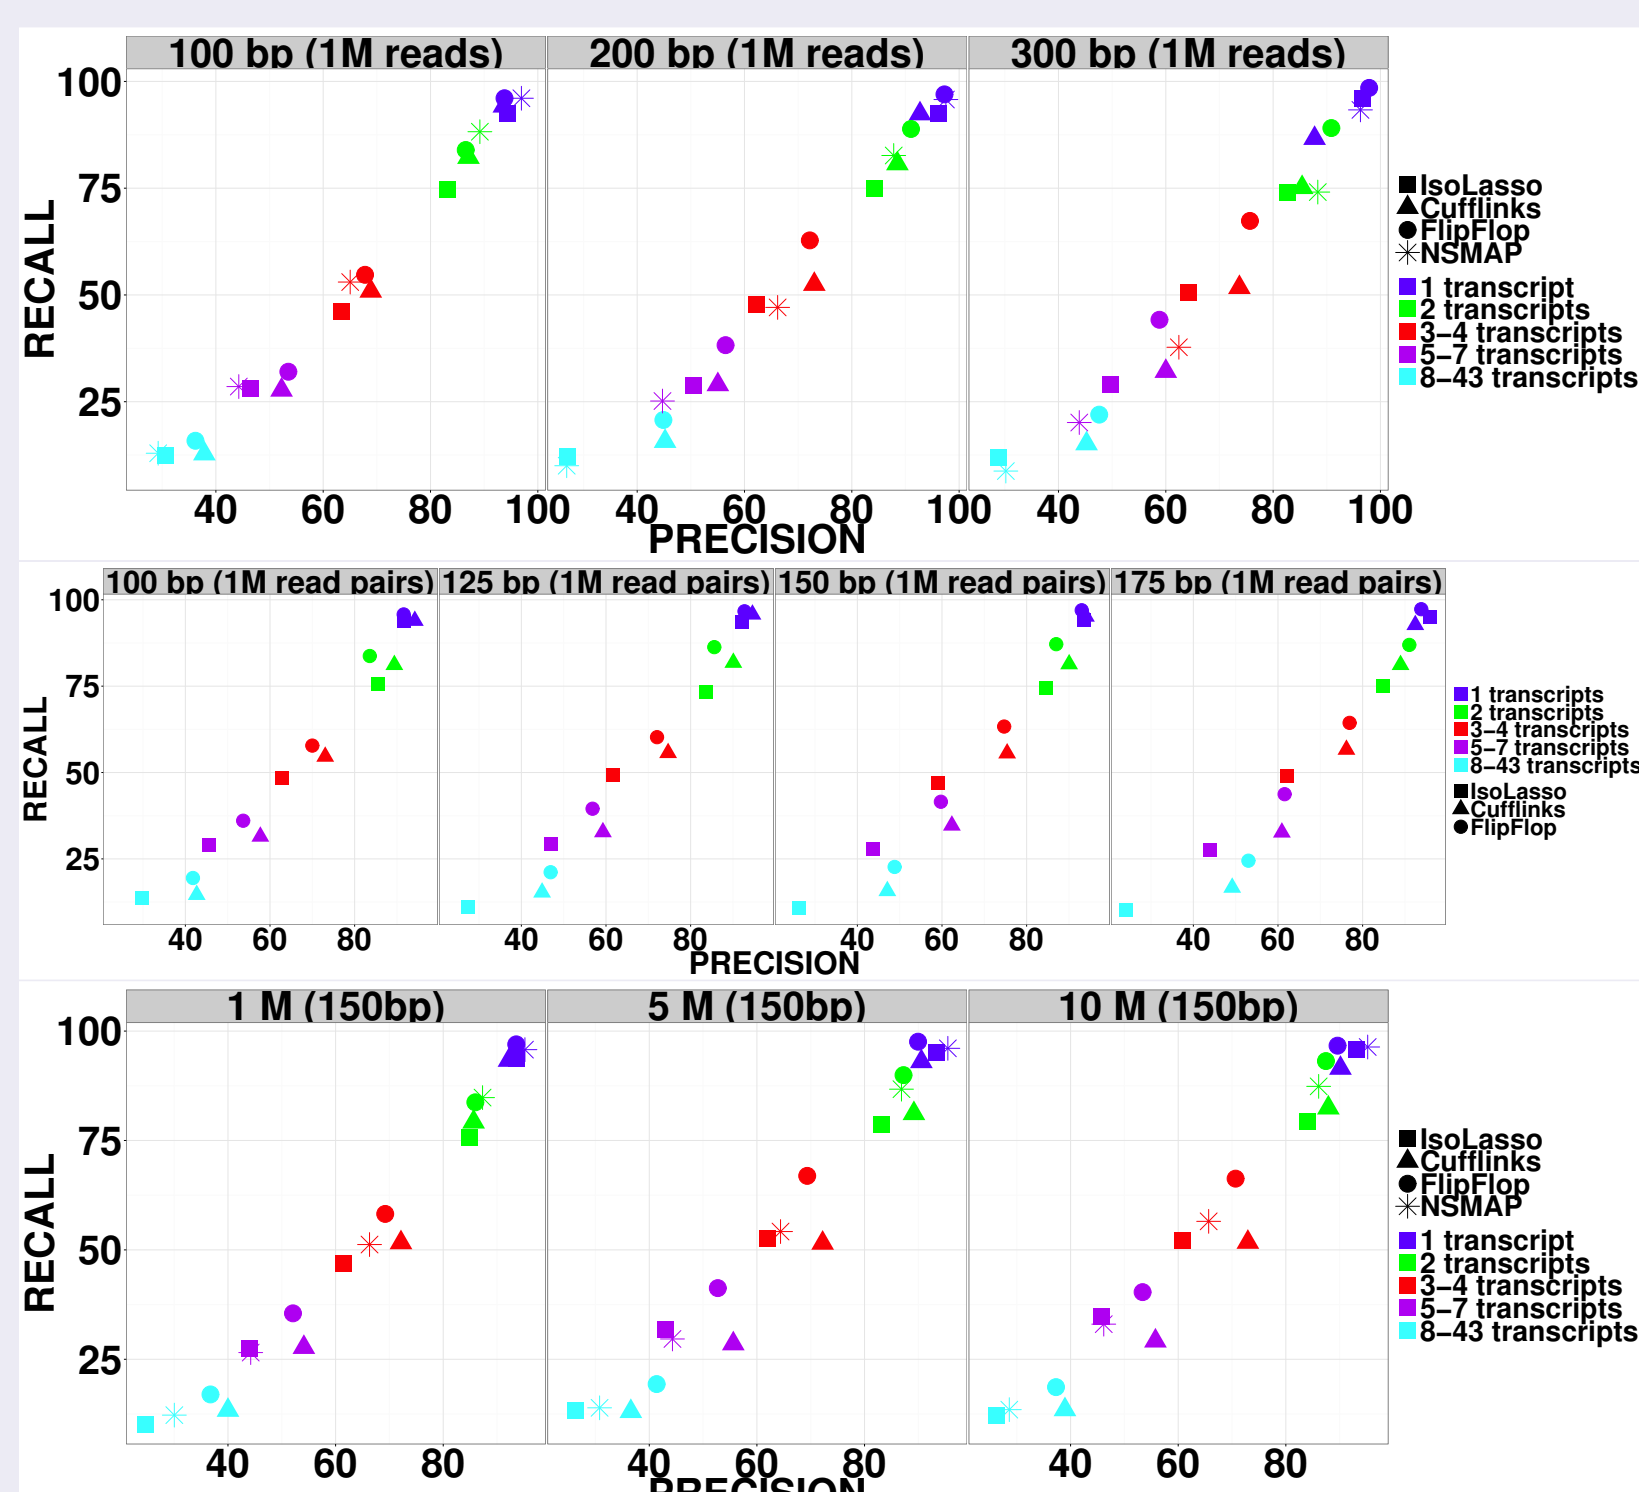 100 bp (1M reads) 200 bp (1M reads) 300 bp (1M reads)
100
75
50
25
RECALL
40 60 80 100 40 60 80 100 40 60 80 100
PRECISION
IsoLasso
Cufflinks
FlipFlop
NSMAP
1 transcript
2 transcripts
3−4 transcripts
5−7 transcripts
8−43 transcripts
100 bp (1M read pairs) 125 bp (1M read pairs) 150 bp (1M read pairs) 175 bp (1M read pairs)
100
75
50
25
RECALL
40 60 80 40 60 80 40 60 80 40 60 80
PRECISION
1 transcripts
2 transcripts
3−4 transcripts
5−7 transcripts
8−43 transcripts
IsoLasso
Cufflinks
FlipFlop
1 M (150bp) 5 M (150bp) 10 M (150bp)
100
75
50
25
RECALL
40 60 80 40 60 80 40 60 80
PRECISION
IsoLasso
Cufflinks
FlipFlop
NSMAP
1 transcript
2 transcripts
3−4 transcripts
5−7 transcripts
8−43 transcripts